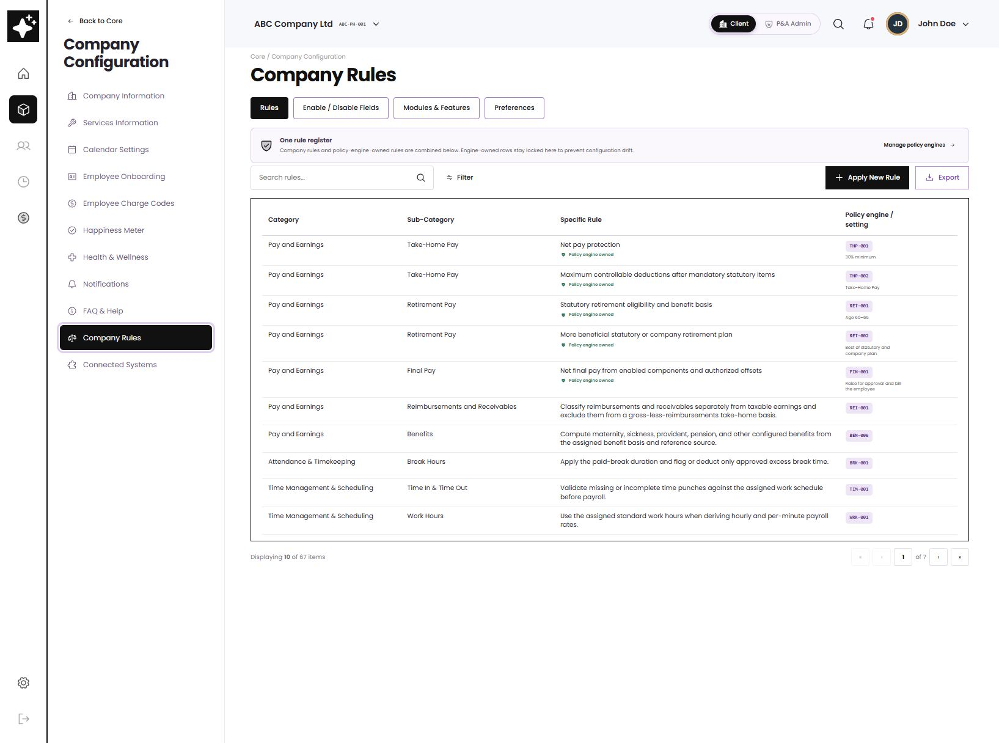 Back to Core
Company
Configuration
Company Information
Services Information
Calendar Settings
Employee Onboarding
Employee Charge Codes
Happiness Meter
Health & Wellness
Notifications
FAQ & Help
Company Rules
Connected Systems
ABC Company Ltd ABC-PH-001
Client
P&A Admin
JD
John Doe
Core / Company Configuration
Company Rules
Rules
Enable / Disable Fields
Modules & Features
Preferences
One rule register
Company rules and policy-engine-owned rules are combined below. Engine-owned rows stay locked here to prevent configuration drift.
Manage policy engines →
Search rules...
Filter
+ Apply New Rule
Export
Category
Sub-Category
Specific Rule
Policy engine /
setting
Pay and Earnings
Take-Home Pay
Net pay protection
Policy engine owned
THP-001
30% minimum
Pay and Earnings
Take-Home Pay
Maximum controllable deductions after mandatory statutory items
Policy engine owned
THP-002
Take-Home Pay
Pay and Earnings
Retirement Pay
Statutory retirement eligibility and benefit basis
Policy engine owned
RET-001
Age 60–65
Pay and Earnings
Retirement Pay
More beneficial statutory or company retirement plan
Policy engine owned
RET-002
Best of statutory and
company plan
Pay and Earnings
Final Pay
Net final pay from enabled components and authorized offsets
Policy engine owned
FIN-001
Raise for approval and bill
the employee
Pay and Earnings
Reimbursements and Receivables
Classify reimbursements and receivables separately from taxable earnings and
exclude them from a gross-less-reimbursements take-home basis.
REI-001
Pay and Earnings
Benefits
Compute maternity, sickness, provident, pension, and other configured benefits from
the assigned benefit basis and reference source.
BEN-006
Attendance & Timekeeping
Break Hours
Apply the paid-break duration and flag or deduct only approved excess break time.
BRK-001
Time Management & Scheduling
Time In & Time Out
Validate missing or incomplete time punches against the assigned work schedule
before payroll.
TIM-001
Time Management & Scheduling
Work Hours
Use the assigned standard work hours when deriving hourly and per-minute payroll
rates.
WRK-001
Displaying 10 of 67 items
« ‹ 1 of 7 › »